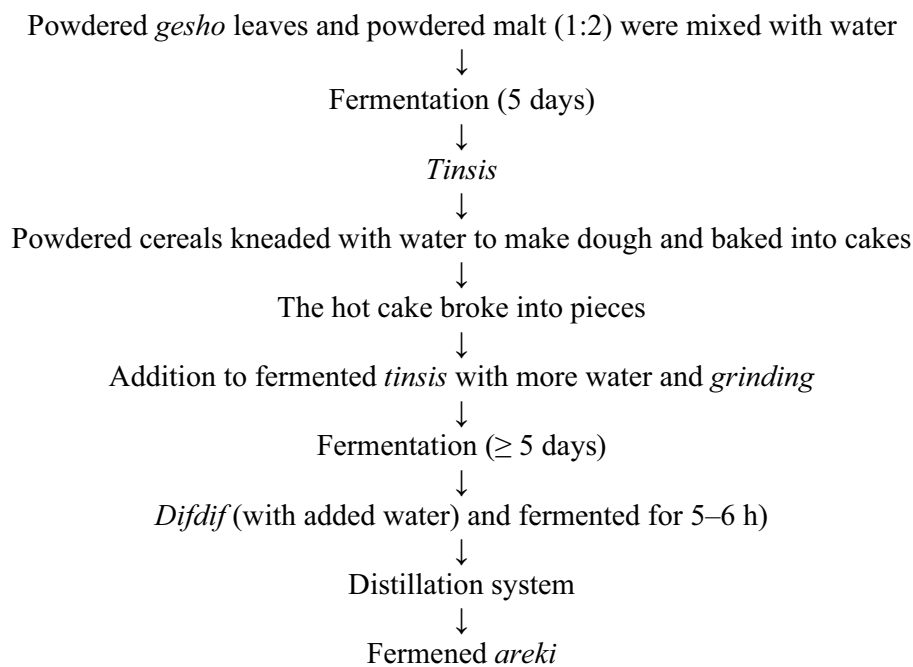 Powdered gesho leaves and powdered malt (1:2) were mixed with water
↓
Fermentation (5 days)
↓
Tinsis
↓
Powdered cereals kneaded with water to make dough and baked into cakes
↓
The hot cake broke into pieces
↓
Addition to fermented tinsis with more water and grinding
↓
Fermentation (≥ 5 days)
↓
Difdif (with added water) and fermented for 5–6 h)
↓
Distillation system
↓
Fermened areki